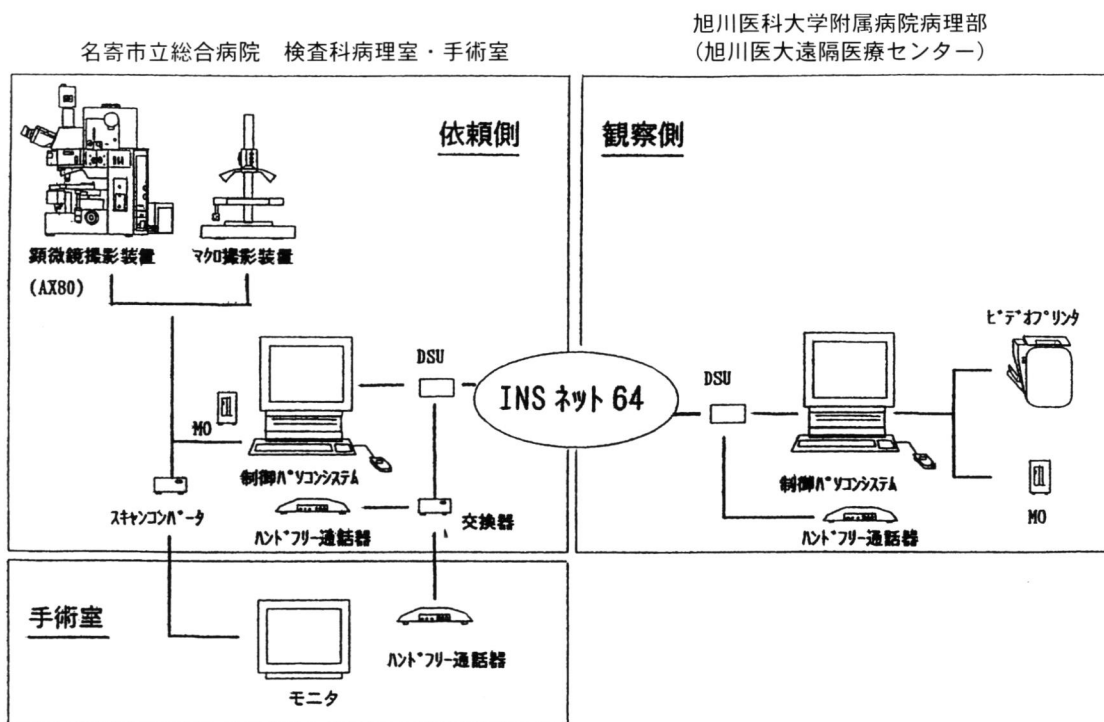 名寄市立総合病院 検査科病理室・手術室
旭川医科大学附属病院病理部
(旭川医大遠隔医療センター)
依頼側
観察側
顕微鏡撮影装置
(AX80)
マクロ撮影装置
MO
制御パソコンシステム
DSU
INSネット64
DSU
制御パソコンシステム
ビデオプリンタ
MO
ハンドフリー通話器
スキャンコンバータ
ハンドフリー通話器
交換器
手術室
モニタ
ハンドフリー通話器